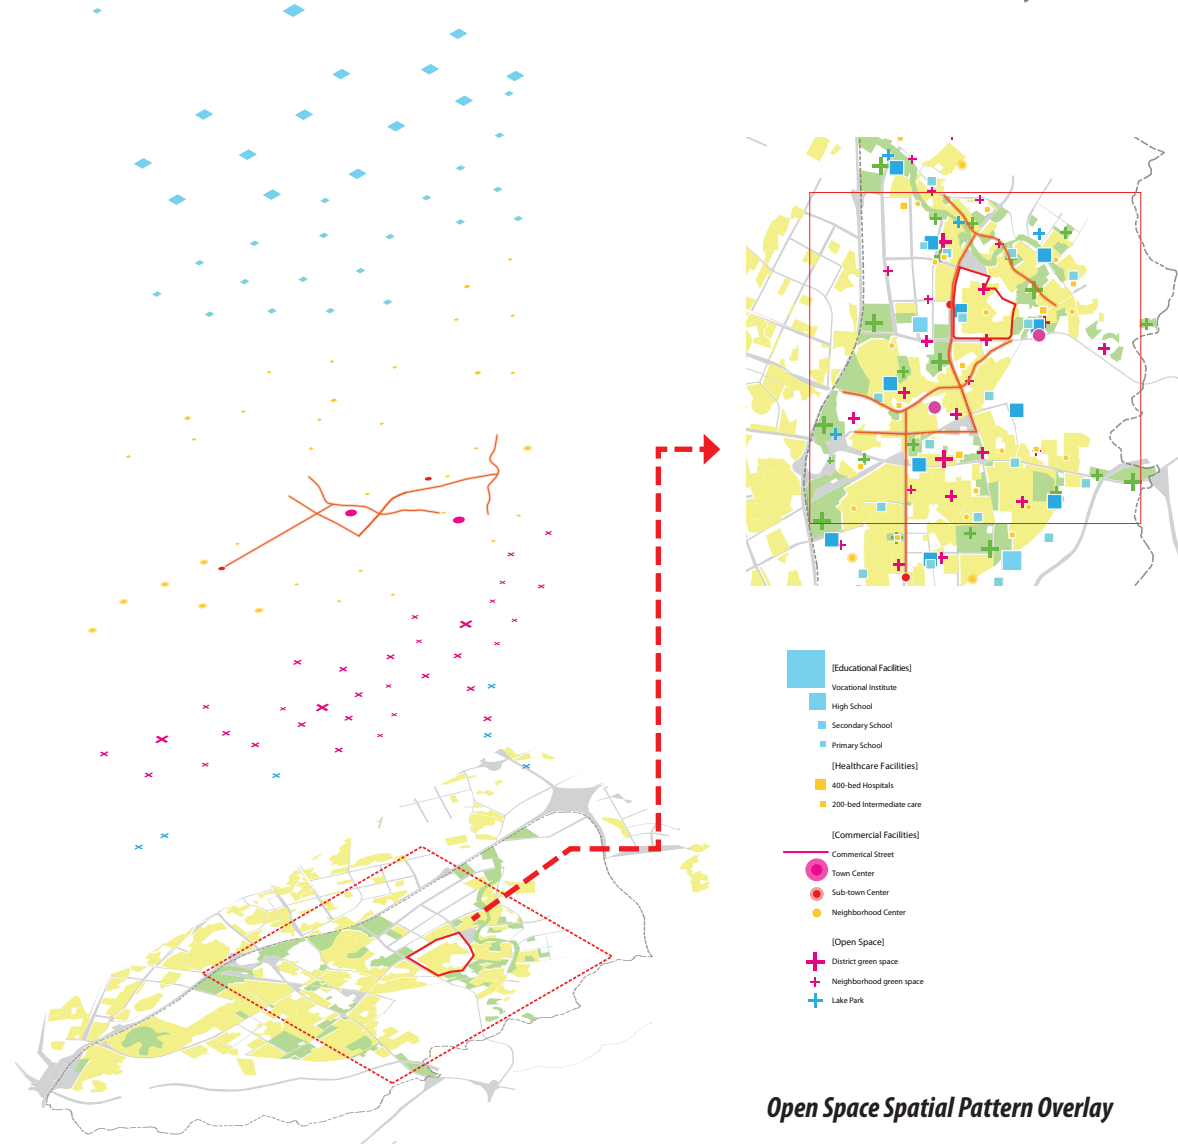 [Educational Facilities]
Vocational Institute
High School
Secondary School
Primary School
[Healthcare Facilities]
400-bed Hospitals
200-bed Intermediate care
[Commercial Facilities]
Commerical Street
Town Center
Sub-town Center
Neighborhood Center
[Open Space]
District green space
Neighborhood green space
Lake Park
Open Space Spatial Pattern Overlay